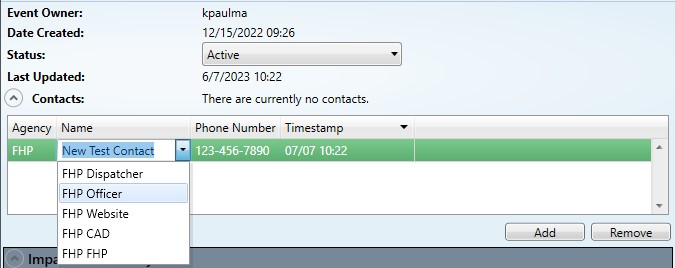 Event Owner: kpaulma
Date Created: 12/15/2022 09:26
Status: Active
Last Updated: 6/7/2023 10:22
Contacts: There are currently no contacts.
Agency Name Phone Number Timestamp
FHP New Test Contact 123-456-7890 07/07 10:22
FHP Dispatcher
FHP Officer
FHP Website
FHP CAD
FHP FHP
Add Remove